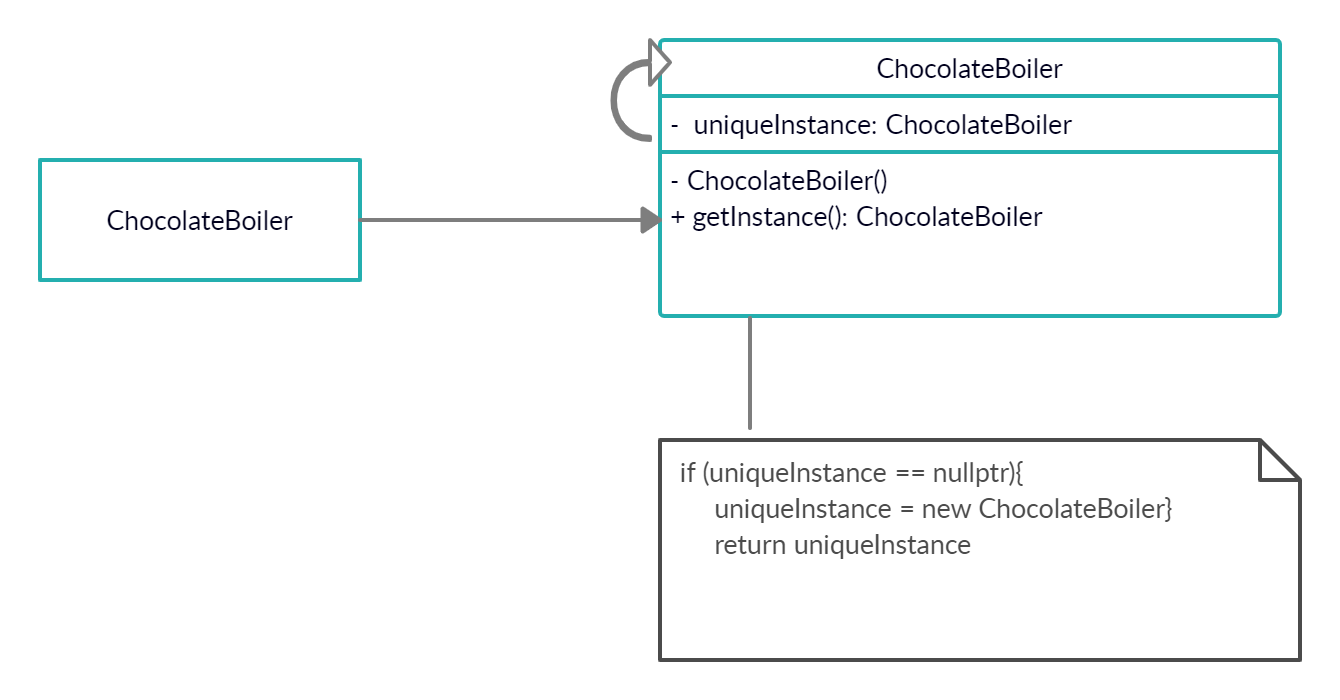 ChocolateBoiler
- uniqueInstance: ChocolateBoiler
- ChocolateBoiler()
+ getInstance(): ChocolateBoiler
ChocolateBoiler
if (uniqueInstance == nullptr){
uniqueInstance = new ChocolateBoiler}
return uniqueInstance